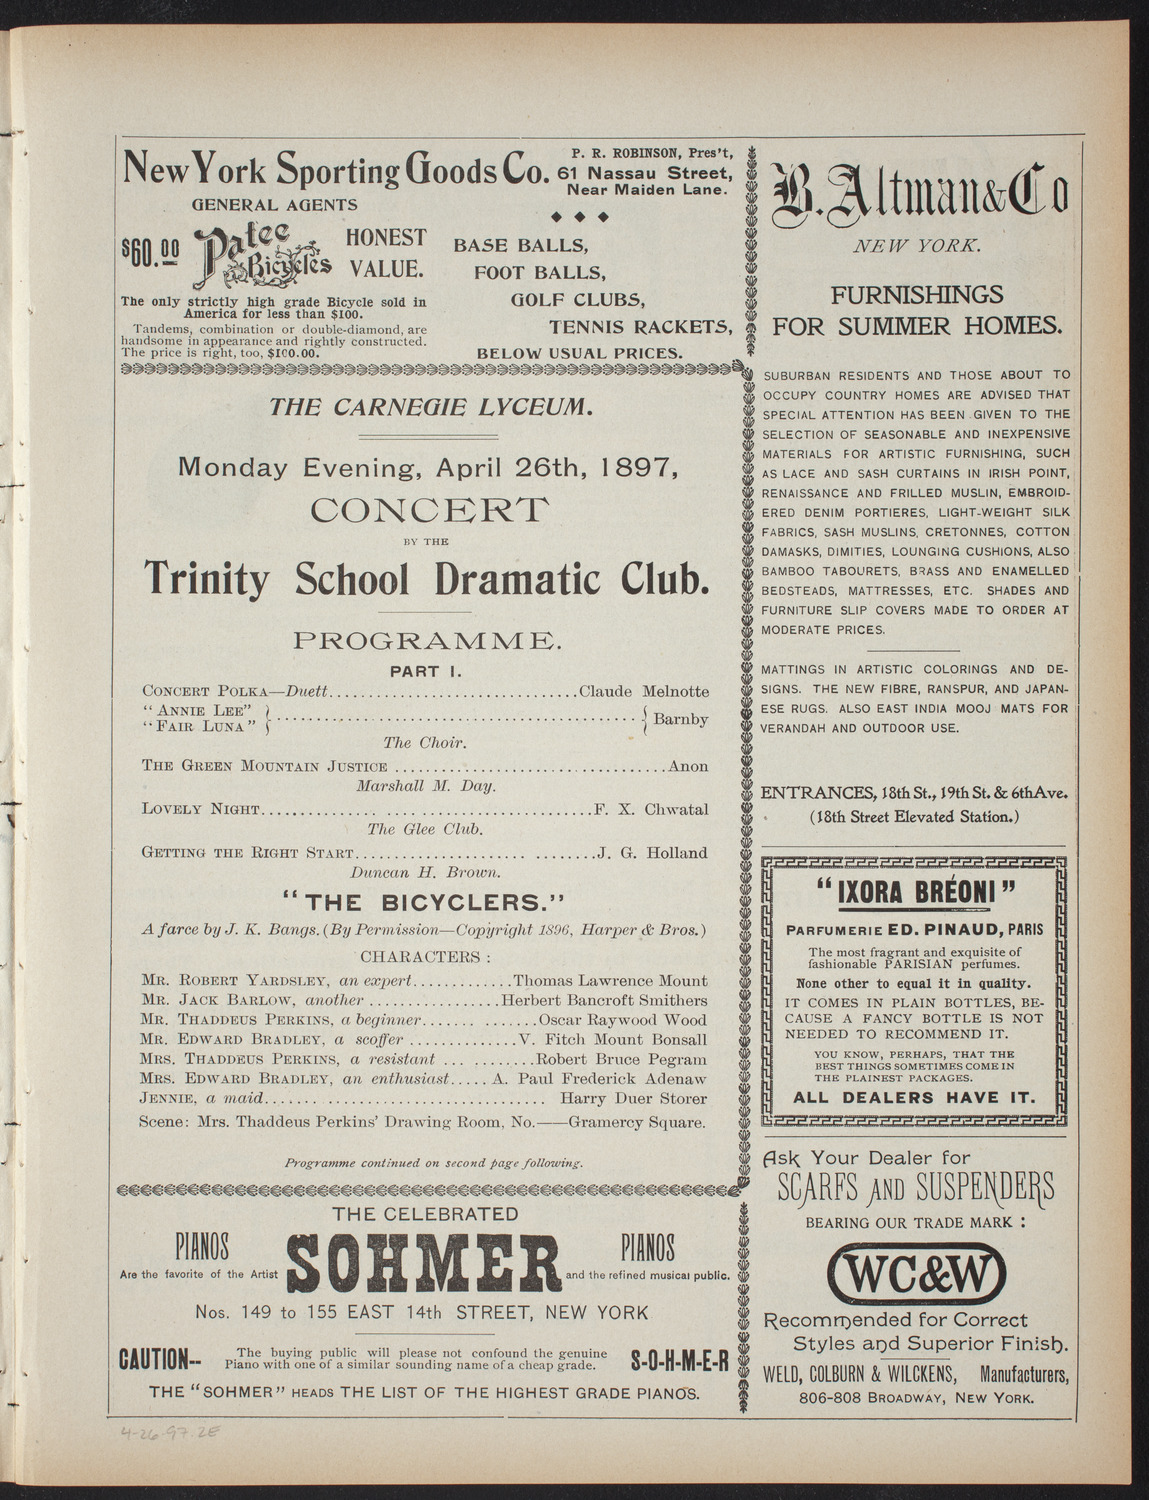 New York Sporting Goods Co.
P. R. ROBINSON, Pres't,
61 Nassau Street,
Near Maiden Lane.
GENERAL AGENTS
$60.00
Patee
Bicycles
HONEST
VALUE.
The only strictly high grade Bicycle sold in
America for less than $100.
Tandems, combination or double-diamond, are
handsome in appearance and rightly constructed.
The price is right, too, $100.00.
BASE BALLS,
FOOT BALLS,
GOLF CLUBS,
TENNIS RACKETS,
BELOW USUAL PRICES.
THE CARNEGIE LYCEUM.
Monday Evening, April 26th, 1897,
CONCERT
BY THE
Trinity School Dramatic Club.
PROGRAMME.
PART I.
CONCERT POLKA—Duett...............................Claude Melnotte
"ANNIE LEE"
"FAIR LUNA" } ............................................... { Barnby
The Choir.
THE GREEN MOUNTAIN JUSTICE ...................................Anon
Marshall M. Day.
LOVELY NIGHT............... .........................F. X. Chwatal
The Glee Club.
GETTING THE RIGHT START...................... ........J. G. Holland
Duncan H. Brown.
"THE BICYCLERS."
A farce by J. K. Bangs. (By Permission—Copyright 1896, Harper & Bros.)
CHARACTERS :
MR. ROBERT YARDSLEY, an expert.............Thomas Lawrence Mount
MR. JACK BARLOW, another .................Herbert Bancroft Smithers
MR. THADDEUS PERKINS, a beginner....... .......Oscar Raywood Wood
MR. EDWARD BRADLEY, a scoffer ..............V. Fitch Mount Bonsall
MRS. THADDEUS PERKINS, a resistant ... .........Robert Bruce Pegram
MRS. EDWARD BRADLEY, an enthusiast..... A. Paul Frederick Adenaw
JENNIE, a maid....... ............................ Harry Duer Storer
Scene: Mrs. Thaddeus Perkins' Drawing Room, No.——Gramercy Square.
Programme continued on second page following.
THE CELEBRATED
PIANOS SOHMER PIANOS
Are the favorite of the Artist and the refined musical public.
Nos. 149 to 155 EAST 14th STREET, NEW YORK
CAUTION-- The buying public will please not confound the genuine S-O-H-M-E-R
Piano with one of a similar sounding name of a cheap grade.
THE "SOHMER" HEADS THE LIST OF THE HIGHEST GRADE PIANOS.
B. Altman & Co
NEW YORK.
FURNISHINGS
FOR SUMMER HOMES.
SUBURBAN RESIDENTS AND THOSE ABOUT TO
OCCUPY COUNTRY HOMES ARE ADVISED THAT
SPECIAL ATTENTION HAS BEEN GIVEN TO THE
SELECTION OF SEASONABLE AND INEXPENSIVE
MATERIALS FOR ARTISTIC FURNISHING, SUCH
AS LACE AND SASH CURTAINS IN IRISH POINT,
RENAISSANCE AND FRILLED MUSLIN, EMBROID-
ERED DENIM PORTIERES, LIGHT-WEIGHT SILK
FABRICS, SASH MUSLINS, CRETONNES, COTTON
DAMASKS, DIMITIES, LOUNGING CUSHIONS, ALSO
BAMBOO TABOURETS, BRASS AND ENAMELLED
BEDSTEADS, MATTRESSES, ETC. SHADES AND
FURNITURE SLIP COVERS MADE TO ORDER AT
MODERATE PRICES.
MATTINGS IN ARTISTIC COLORINGS AND DE-
SIGNS. THE NEW FIBRE, RANSPUR, AND JAPAN-
ESE RUGS. ALSO EAST INDIA MOOJ MATS FOR
VERANDAH AND OUTDOOR USE.
ENTRANCES, 18th St., 19th St. & 6th Ave.
(18th Street Elevated Station.)
"IXORA BRÉONI"
PARFUMERIE ED. PINAUD, PARIS
The most fragrant and exquisite of
fashionable PARISIAN perfumes.
None other to equal it in quality.
IT COMES IN PLAIN BOTTLES, BE-
CAUSE A FANCY BOTTLE IS NOT
NEEDED TO RECOMMEND IT.
YOU KNOW, PERHAPS, THAT THE
BEST THINGS SOMETIMES COME IN
THE PLAINEST PACKAGES.
ALL DEALERS HAVE IT.
Ask Your Dealer for
SCARFS AND SUSPENDERS
BEARING OUR TRADE MARK :
WC&W
Recommended for Correct
Styles and Superior Finish.
WELD, COLBURN & WILCKENS, Manufacturers,
806-808 BROADWAY, NEW YORK.
4-26-97.2E